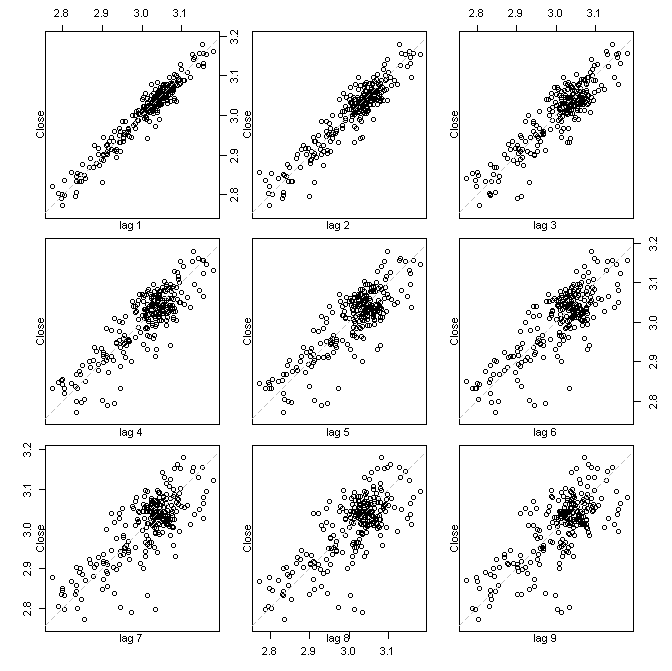 2.8 2.9 3.0 3.1
2.8 2.9 3.0 3.1
Close
lag 1
2.8 2.9 3.0 3.1 3.2
Close
lag 2
Close
lag 3
Close
lag 4
Close
lag 5
Close
lag 6
2.8 2.9 3.0 3.1 3.2
2.8 2.9 3.0 3.1 3.2
Close
lag 7
Close
lag 8
2.8 2.9 3.0 3.1
Close
lag 9